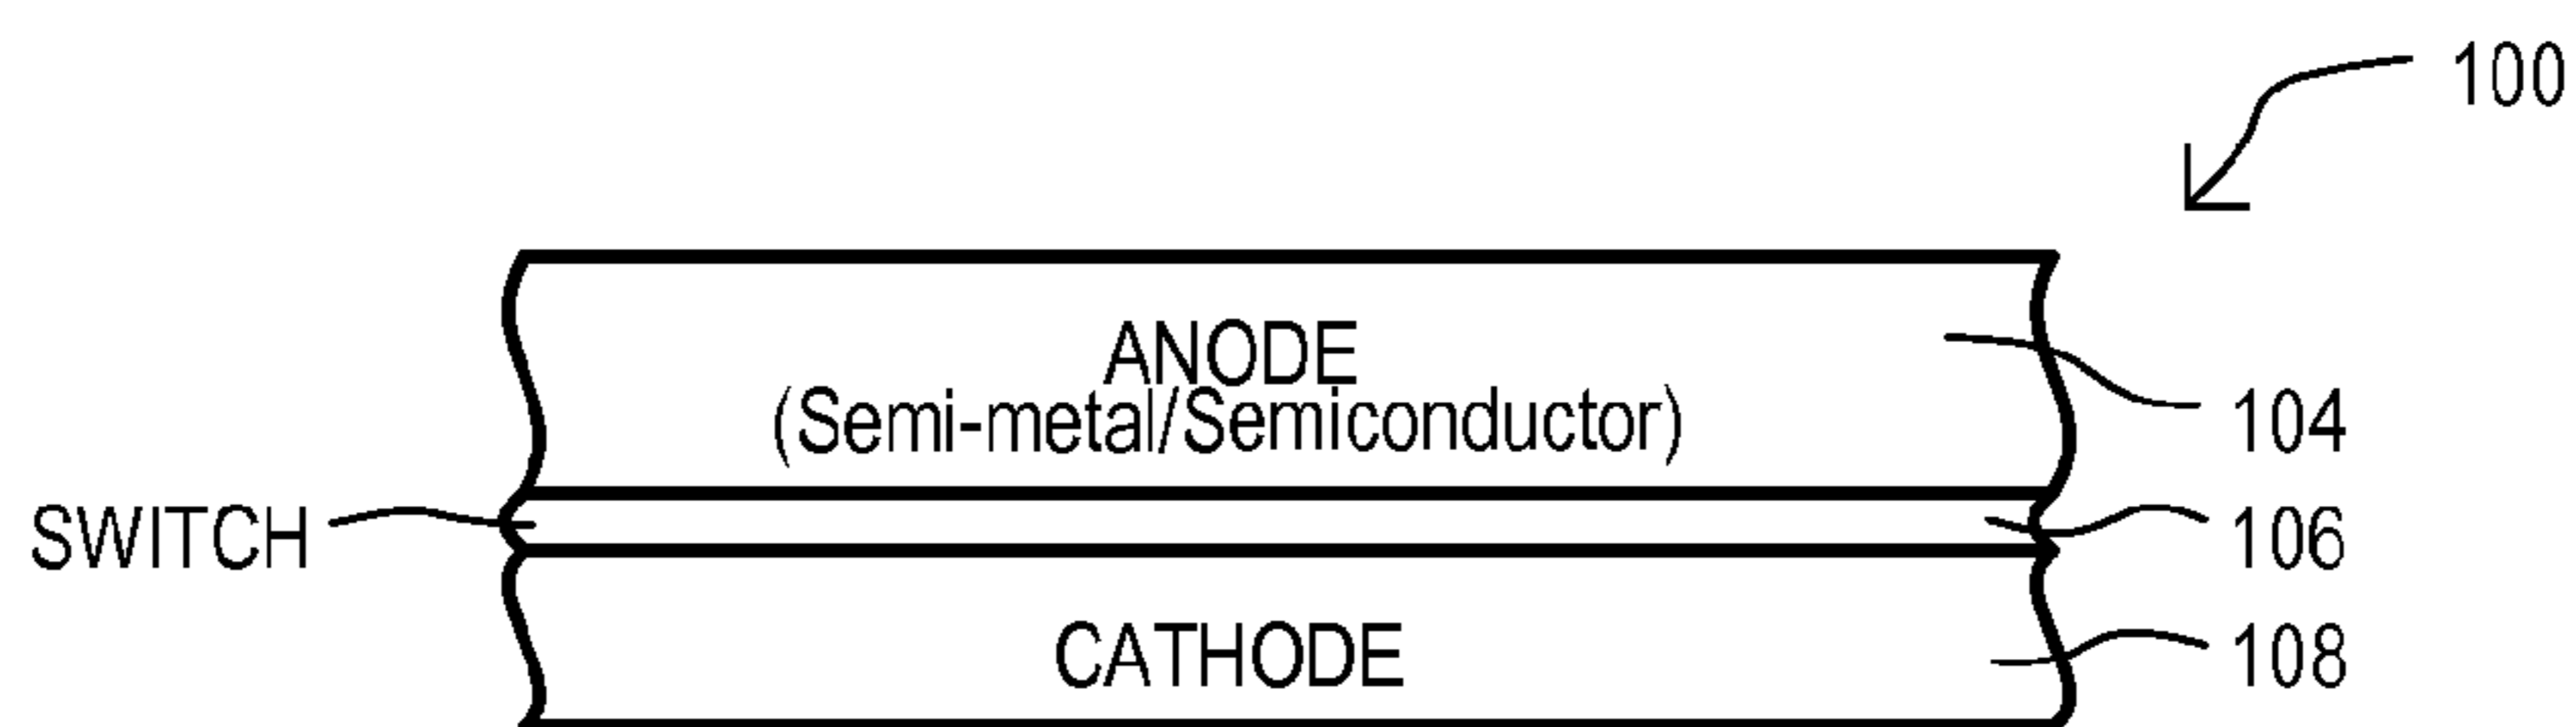 100
ANODE
(Semi-metal/Semiconductor)
104
SWITCH
106
CATHODE
108